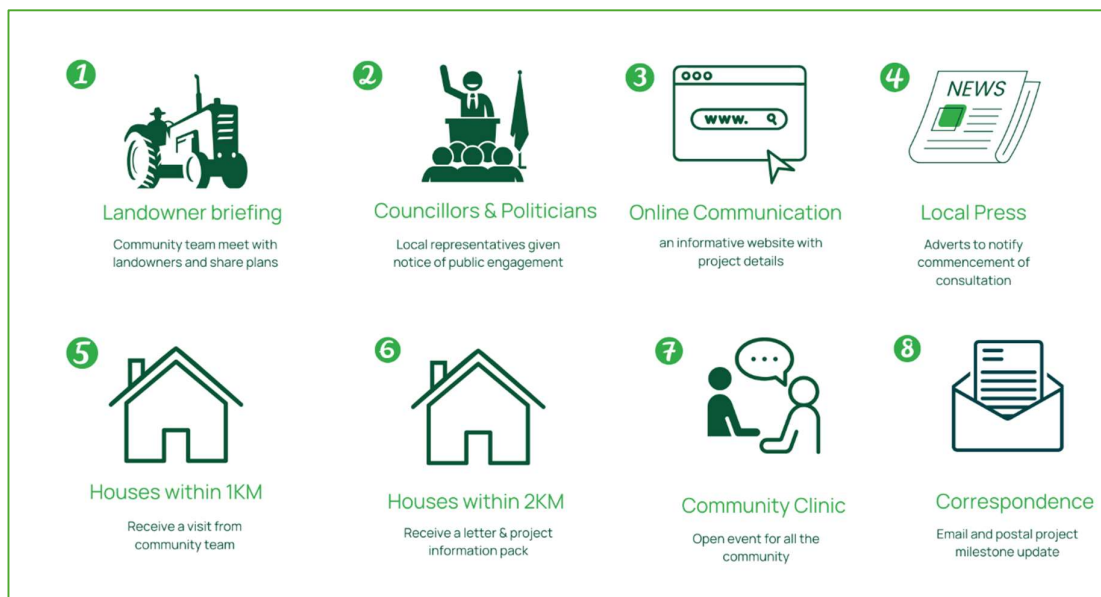 1
2
3
4
www.
NEWS
Landowner briefing
Community team meet with
landowners and share plans
Councillors & Politicians
Local representatives given
notice of public engagement
Online Communication
an informative website with
project details
Local Press
Adverts to notify
commencement of
consultation
5
6
7
8
Houses within 1KM
Receive a visit from
community team
Houses within 2KM
Receive a letter & project
information pack
Community Clinic
Open event for all the
community
Correspondence
Email and postal project
milestone update